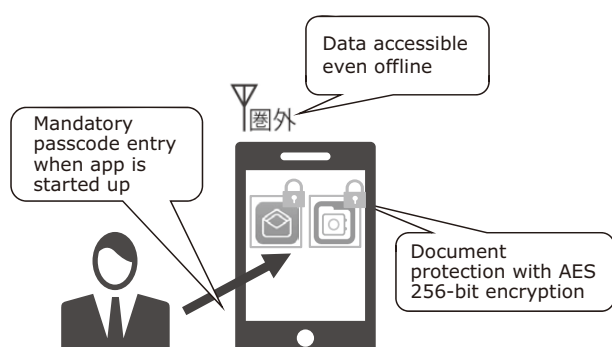 Data accessible
even offline
圏外
Mandatory
passcode entry
when app is
started up
Document
protection with AES
256-bit encryption